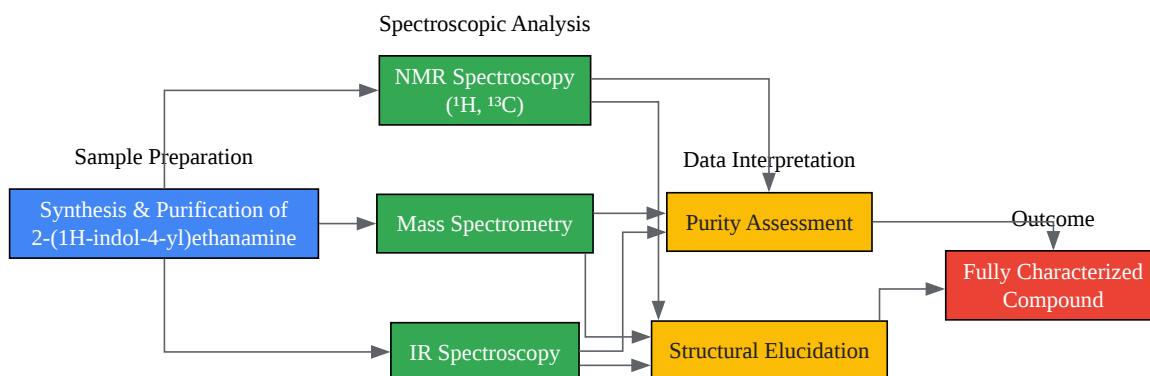 Spectroscopic Analysis
NMR Spectroscopy
(¹H, ¹³C)
Sample Preparation
Synthesis & Purification of
2-(1H-indol-4-yl)ethanamine
Mass Spectrometry
IR Spectroscopy
Data Interpretation
Purity Assessment
Structural Elucidation
Outcome
Fully Characterized
Compound